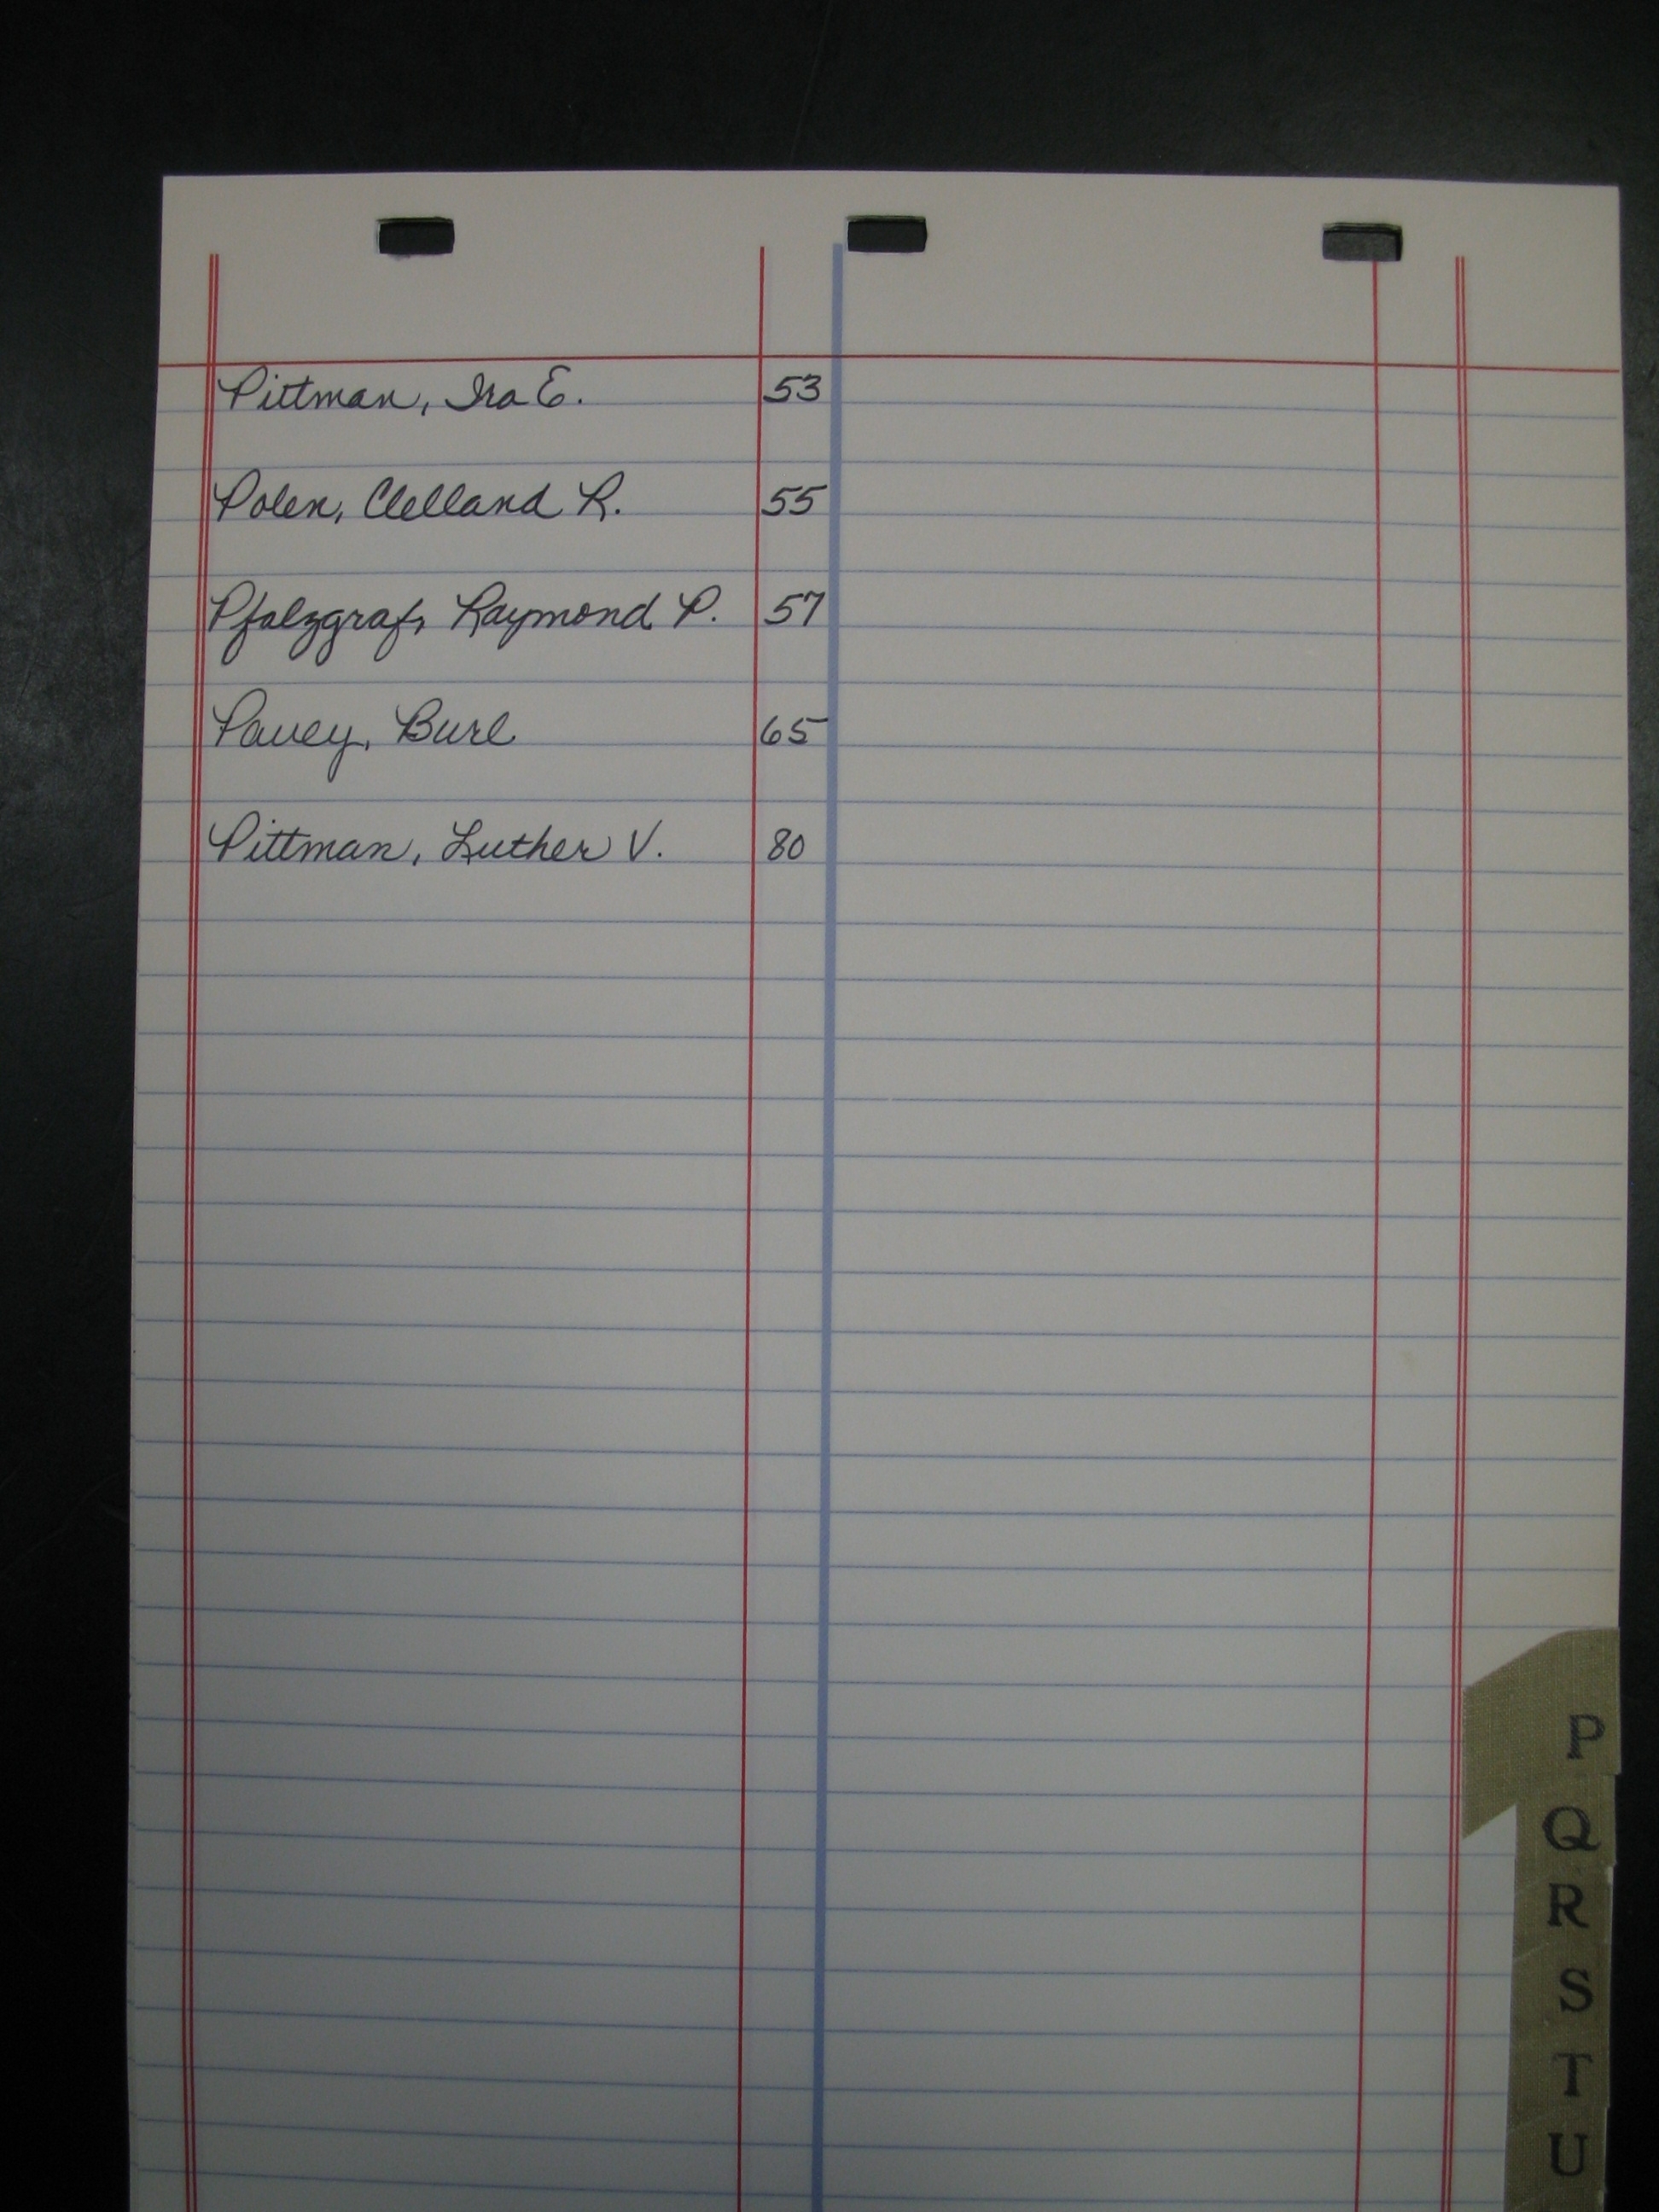 Pittman, Ira E. 53
Polen, Clelland R. 55
Pfalzgraf, Raymond P. 57
Pavey, Burl 65
Pittman, Luther V. 80
P
Q
R
S
T
U